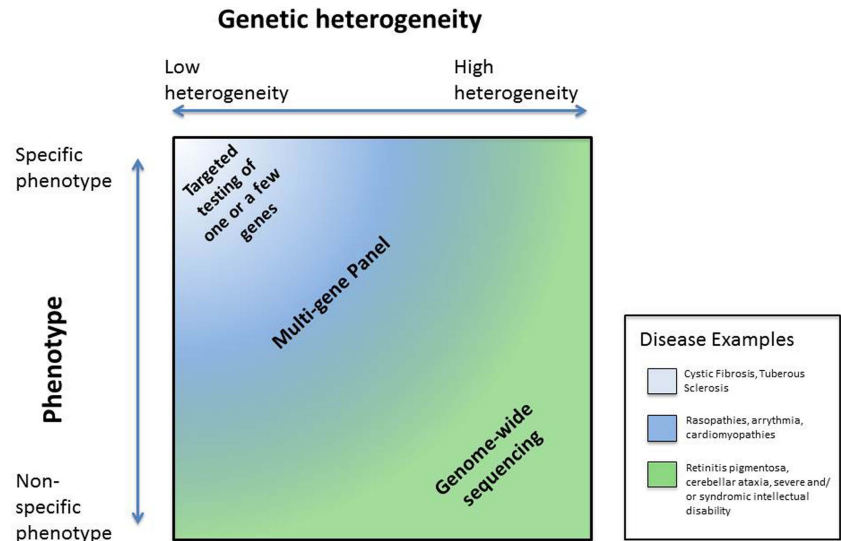 Genetic heterogeneity
Low
heterogeneity
High
heterogeneity
Specific
phenotype
Phenotype
Non-
specific
phenotype
Targeted
testing of
one or a few
genes
Multi-gene Panel
Genome-wide
sequencing
Disease Examples
Cystic Fibrosis, Tuberous
Sclerosis
Rasopathies, arrythmia,
cardiomyopathies
Retinitis pigmentosa,
cerebellar ataxia, severe and/
or syndromic intellectual
disability